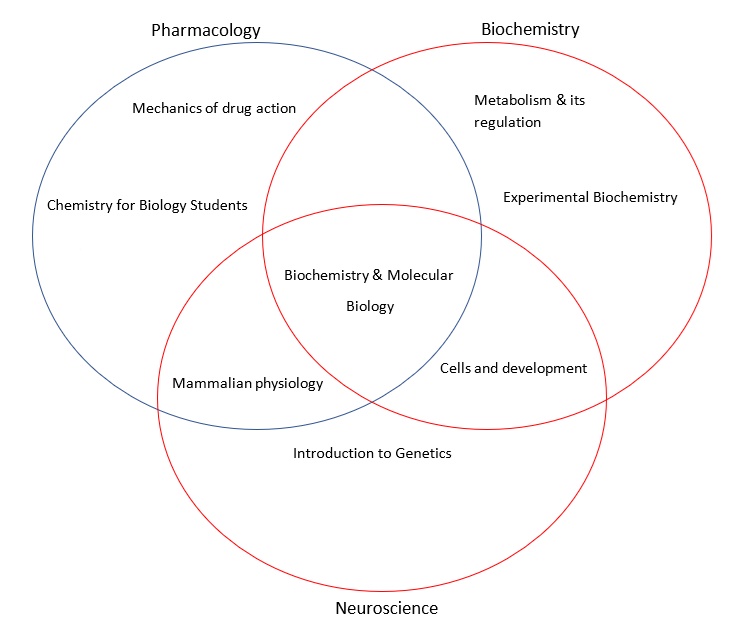 Pharmacology
Biochemistry
Mechanics of drug action
Metabolism & its
regulation
Chemistry for Biology Students
Experimental Biochemistry
Biochemistry & Molecular
Biology
Mammalian physiology
Cells and development
Introduction to Genetics
Neuroscience